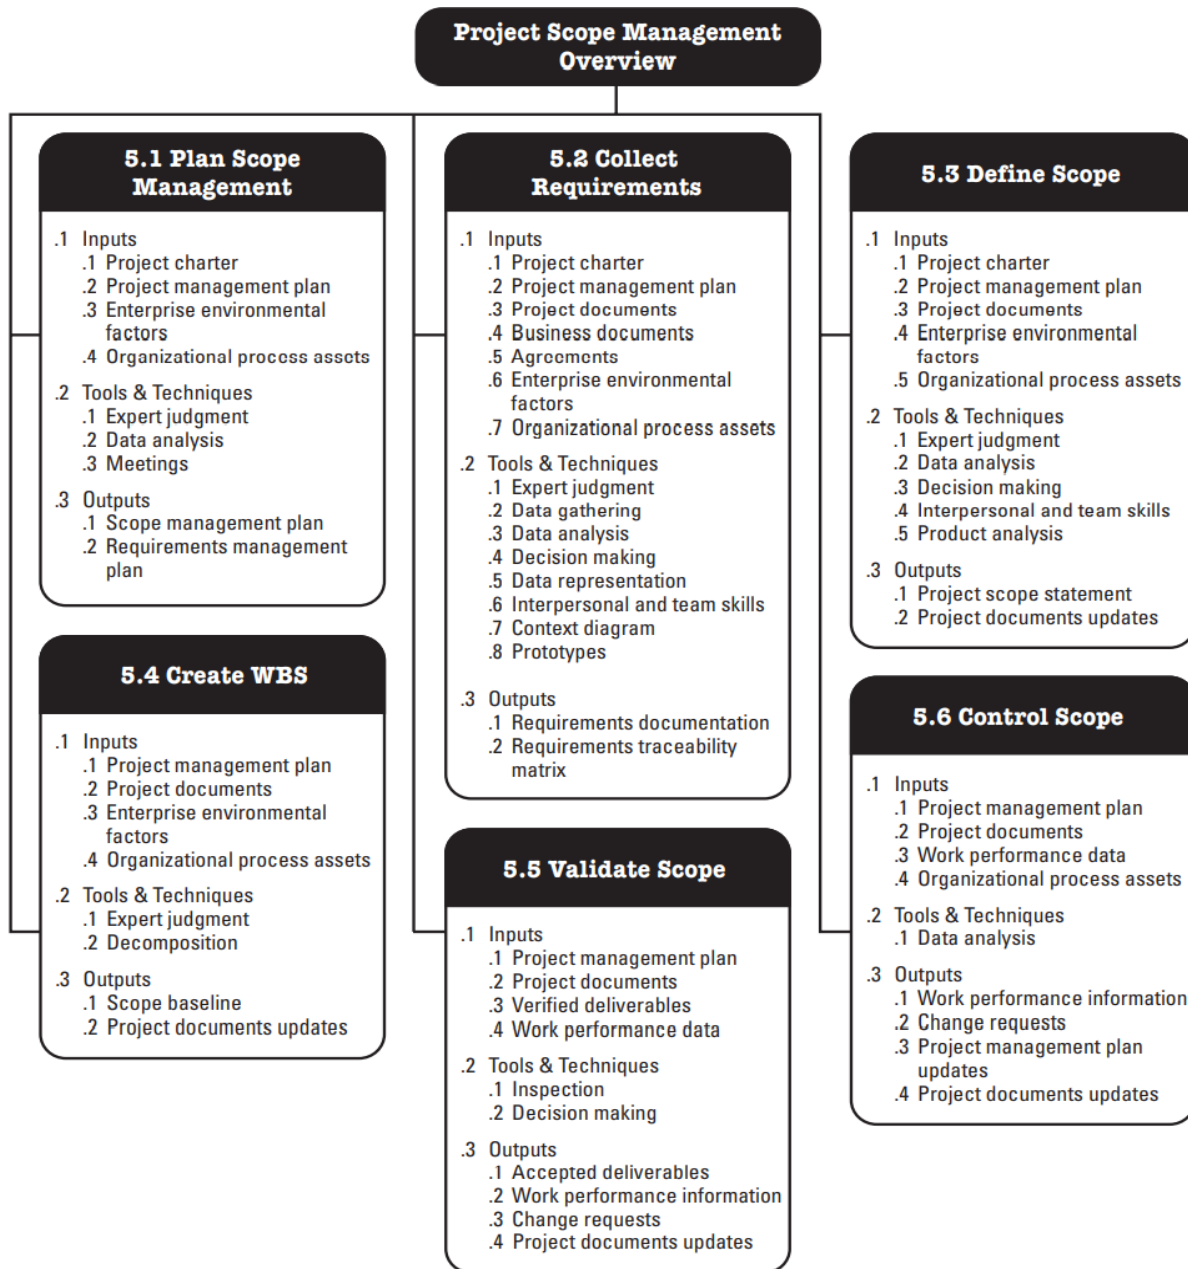 Project Scope Management
Overview
5.1 Plan Scope
Management
.1 Inputs
.1 Project charter
.2 Project management plan
.3 Enterprise environmental
factors
.4 Organizational process assets
.2 Tools & Techniques
.1 Expert judgment
.2 Data analysis
.3 Meetings
.3 Outputs
.1 Scope management plan
.2 Requirements management
plan
5.2 Collect
Requirements
.1 Inputs
.1 Project charter
.2 Project management plan
.3 Project documents
.4 Business documents
.5 Agreements
.6 Enterprise environmental
factors
.7 Organizational process assets
.2 Tools & Techniques
.1 Expert judgment
.2 Data gathering
.3 Data analysis
.4 Decision making
.5 Data representation
.6 Interpersonal and team skills
.7 Context diagram
.8 Prototypes
.3 Outputs
.1 Requirements documentation
.2 Requirements traceability
matrix
5.3 Define Scope
.1 Inputs
.1 Project charter
.2 Project management plan
.3 Project documents
.4 Enterprise environmental
factors
.5 Organizational process assets
.2 Tools & Techniques
.1 Expert judgment
.2 Data analysis
.3 Decision making
.4 Interpersonal and team skills
.5 Product analysis
.3 Outputs
.1 Project scope statement
.2 Project documents updates
5.4 Create WBS
.1 Inputs
.1 Project management plan
.2 Project documents
.3 Enterprise environmental
factors
.4 Organizational process assets
.2 Tools & Techniques
.1 Expert judgment
.2 Decomposition
.3 Outputs
.1 Scope baseline
.2 Project documents updates
5.5 Validate Scope
.1 Inputs
.1 Project management plan
.2 Project documents
.3 Verified deliverables
.4 Work performance data
.2 Tools & Techniques
.1 Inspection
.2 Decision making
.3 Outputs
.1 Accepted deliverables
.2 Work performance information
.3 Change requests
.4 Project documents updates
5.6 Control Scope
.1 Inputs
.1 Project management plan
.2 Project documents
.3 Work performance data
.4 Organizational process assets
.2 Tools & Techniques
.1 Data analysis
.3 Outputs
.1 Work performance information
.2 Change requests
.3 Project management plan
updates
.4 Project documents updates